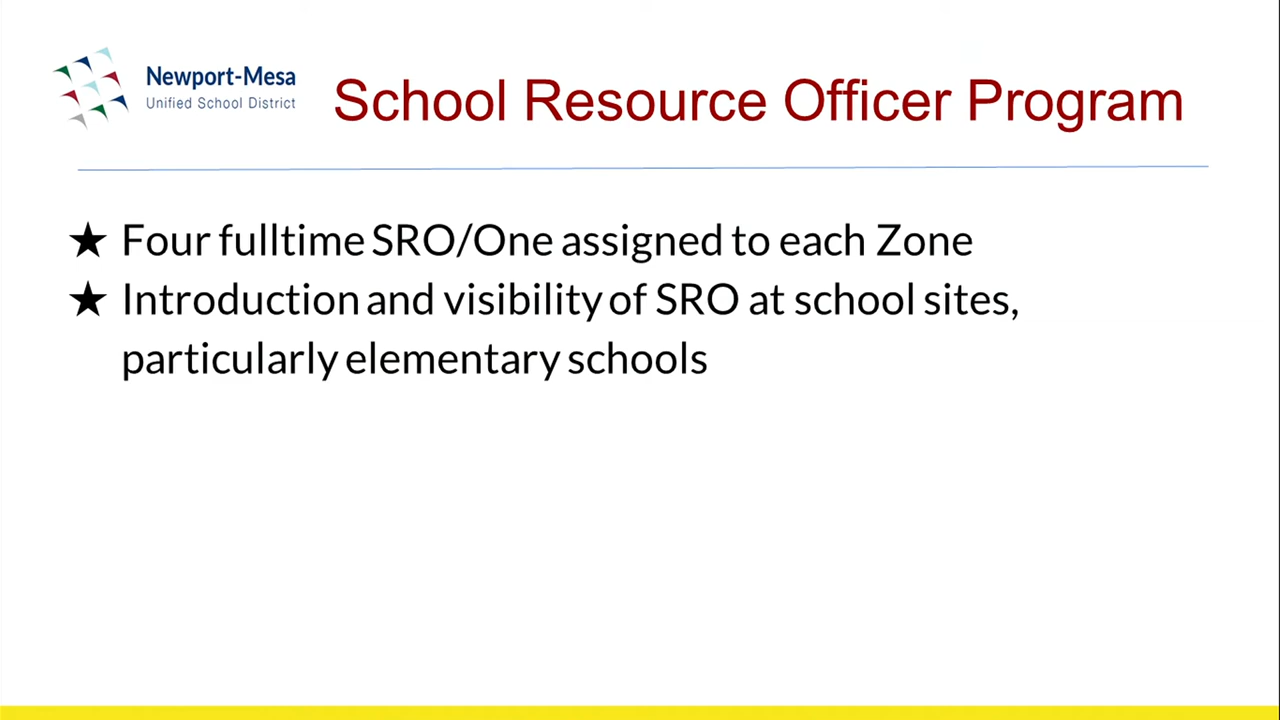 Newport-Mesa
Unified School District
School Resource Officer Program
★ Four fulltime SRO/One assigned to each Zone
★ Introduction and visibility of SRO at school sites,
particularly elementary schools